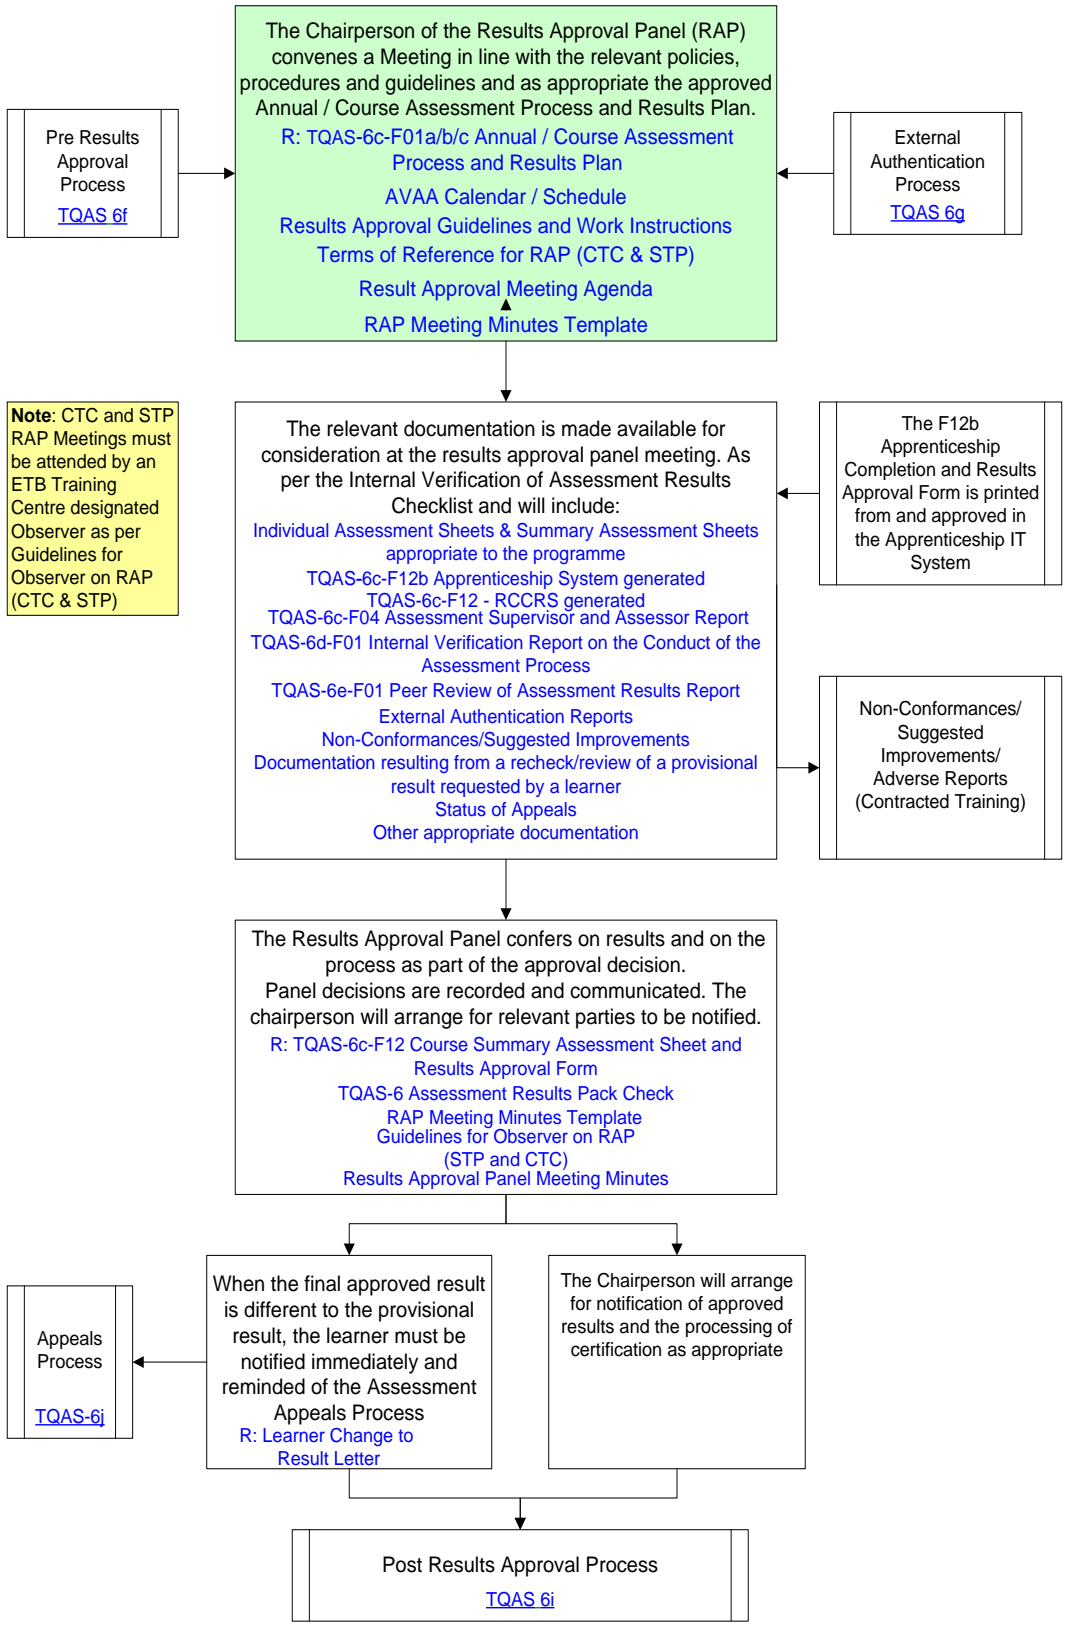 The Chairperson of the Results Approval Panel (RAP)
convenes a Meeting in line with the relevant policies,
procedures and guidelines and as appropriate the approved
Annual / Course Assessment Process and Results Plan.
R: TQAS-6c-F01a/b/c Annual / Course Assessment
Process and Results Plan
AVAA Calendar / Schedule
Results Approval Guidelines and Work Instructions
Terms of Reference for RAP (CTC & STP)
Result Approval Meeting Agenda
RAP Meeting Minutes Template
Pre Results
Approval
Process
TQAS 6f
External
Authentication
Process
TQAS 6g
Note: CTC and STP
RAP Meetings must
be attended by an
ETB Training
Centre designated
Observer as per
Guidelines for
Observer on RAP
(CTC & STP)
The relevant documentation is made available for
consideration at the results approval panel meeting. As
per the Internal Verification of Assessment Results
Checklist and will include:
Individual Assessment Sheets & Summary Assessment Sheets
appropriate to the programme
TQAS-6c-F12b Apprenticeship System generated
TQAS-6c-F12 - RCCRS generated
TQAS-6c-F04 Assessment Supervisor and Assessor Report
TQAS-6d-F01 Internal Verification Report on the Conduct of the
Assessment Process
TQAS-6e-F01 Peer Review of Assessment Results Report
External Authentication Reports
Non-Conformances/Suggested Improvements
Documentation resulting from a recheck/review of a provisional
result requested by a learner
Status of Appeals
Other appropriate documentation
The F12b
Apprenticeship
Completion and Results
Approval Form is printed
from and approved in
the Apprenticeship IT
System
Non-Conformances/
Suggested
Improvements/
Adverse Reports
(Contracted Training)
The Results Approval Panel confers on results and on the
process as part of the approval decision.
Panel decisions are recorded and communicated. The
chairperson will arrange for relevant parties to be notified.
R: TQAS-6c-F12 Course Summary Assessment Sheet and
Results Approval Form
TQAS-6 Assessment Results Pack Check
RAP Meeting Minutes Template
Guidelines for Observer on RAP
(STP and CTC)
Results Approval Panel Meeting Minutes
When the final approved result
is different to the provisional
result, the learner must be
notified immediately and
reminded of the Assessment
Appeals Process
R: Learner Change to
Result Letter
The Chairperson will arrange
for notification of approved
results and the processing of
certification as appropriate
Appeals
Process
TQAS-6j
Post Results Approval Process
TQAS 6i